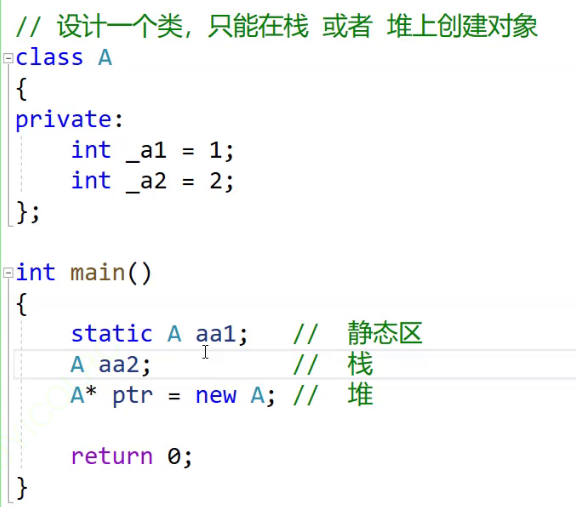 // 设计一个类，只能在栈 或者 堆上创建对象
class A
{
private:
    int _a1 = 1;
    int _a2 = 2;
};
int main()
{
    static A aa1;   //  静态区
    A aa2;          //  栈
    A* ptr = new A; //  堆
    return 0;
}